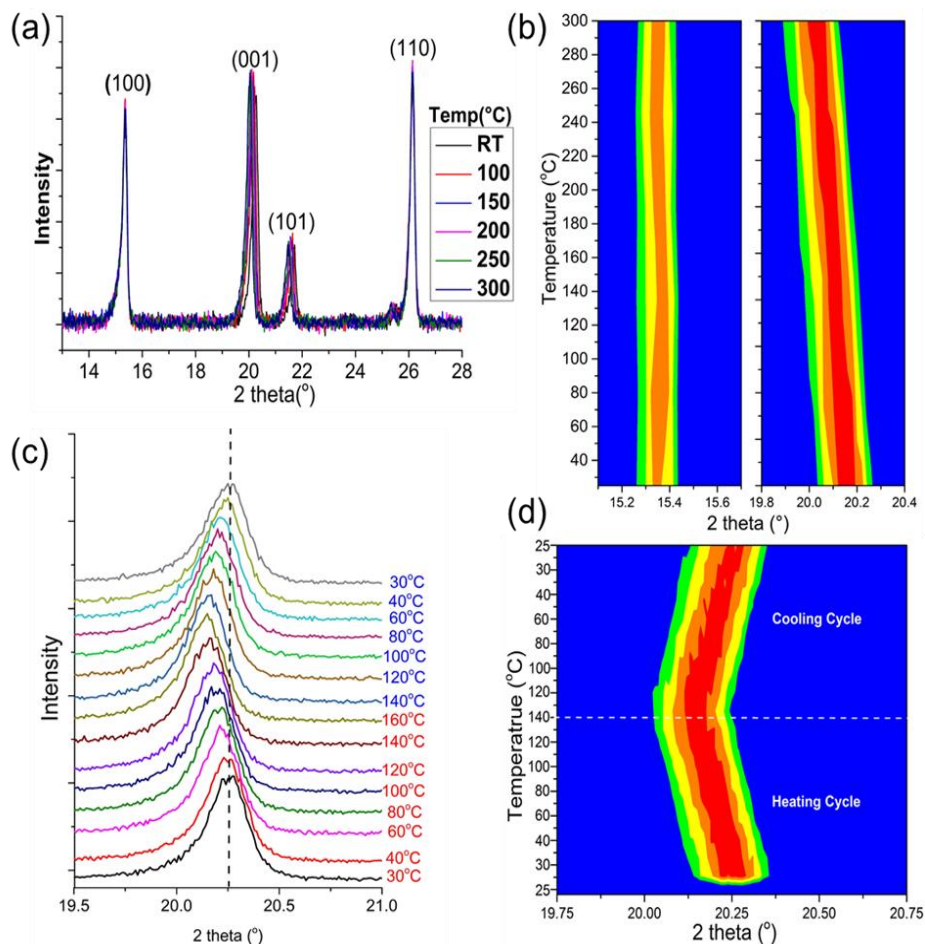 (a)
(100)
(001)
(101)
(110)
Temp(°C)
RT
100
150
200
250
300
Intensity
14 16 18 20 22 24 26 28
2 theta(°)
(b)
300
280
260
240
220
200
180
160
140
120
100
80
60
40
Temperature (°C)
15.2 15.4 15.6 19.8 20.0 20.2 20.4
2 theta (°)
(c)
30°C
40°C
60°C
80°C
100°C
120°C
140°C
160°C
140°C
120°C
100°C
80°C
60°C
40°C
30°C
Intensity
19.5 20.0 20.5 21.0
2 theta (°)
(d)
25
30
60
80
100
120
140
120
100
80
60
40
30
25
Temperatrue (°C)
Cooling Cycle
Heating Cycle
19.75 20.00 20.25 20.50 20.75
2 theta (°)